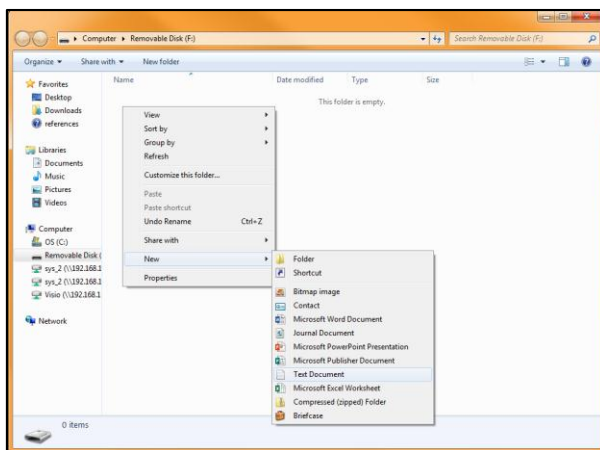 Computer ▸ Removable Disk (F:)
Search Removable Disk (F:)
Organize
Share with
New folder
Favorites
Desktop
Downloads
references
Libraries
Documents
Music
Pictures
Videos
Computer
OS (C:)
Removable Disk (
sys_2 (\\192.168.1
sys_2 (\\192.168.1
Visio (\\192.168.1
Network
Name
Date modified
Type
Size
This folder is empty.
View
Sort by
Group by
Refresh
Customize this folder...
Paste
Paste shortcut
Undo Rename Ctrl+Z
Share with
New
Properties
Folder
Shortcut
Bitmap image
Contact
Microsoft Word Document
Journal Document
Microsoft PowerPoint Presentation
Microsoft Publisher Document
Text Document
Microsoft Excel Worksheet
Compressed (zipped) Folder
Briefcase
0 items